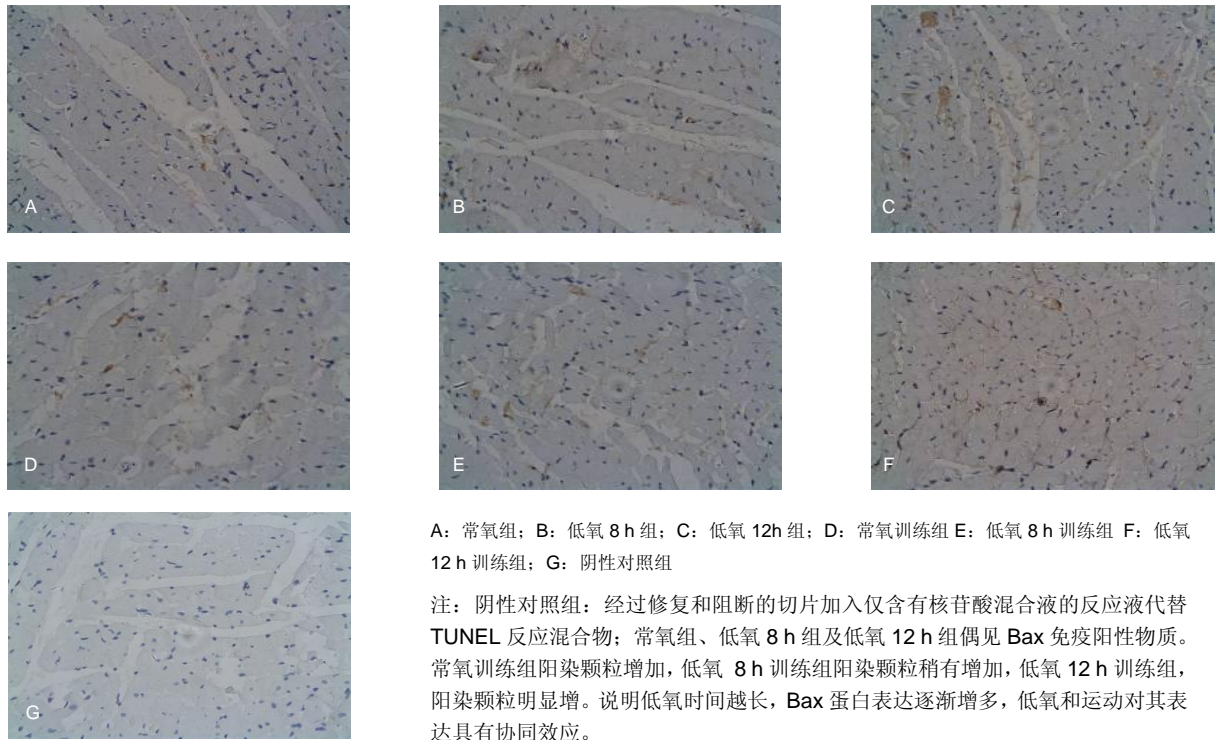 A
B
C
D
E
F
G
A：常氧组；B：低氧 8 h 组；C：低氧 12h 组；D：常氧训练组 E：低氧 8 h 训练组 F：低氧
12 h 训练组；G：阴性对照组
注：阴性对照组：经过修复和阻断的切片加入仅含有核苷酸混合液的反应液代替
TUNEL 反应混合物；常氧组、低氧 8 h 组及低氧 12 h 组偶见 Bax 免疫阳性物质。
常氧训练组阳染颗粒增加，低氧 8 h 训练组阳染颗粒稍有增加，低氧 12 h 训练组，
阳染颗粒明显增。说明低氧时间越长，Bax 蛋白表达逐渐增多，低氧和运动对其表
达具有协同效应。